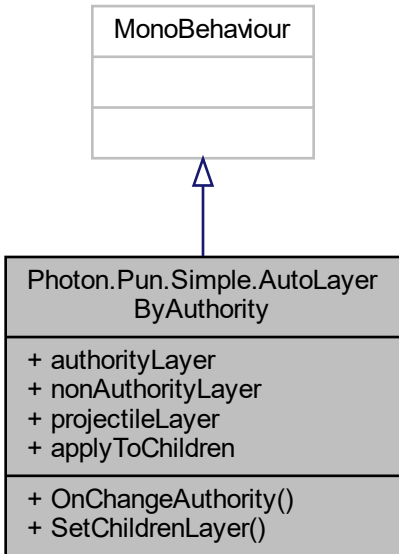 MonoBehaviour
Photon.Pun.Simple.AutoLayer
ByAuthority
+ authorityLayer
+ nonAuthorityLayer
+ projectileLayer
+ applyToChildren
+ OnChangeAuthority()
+ SetChildrenLayer()